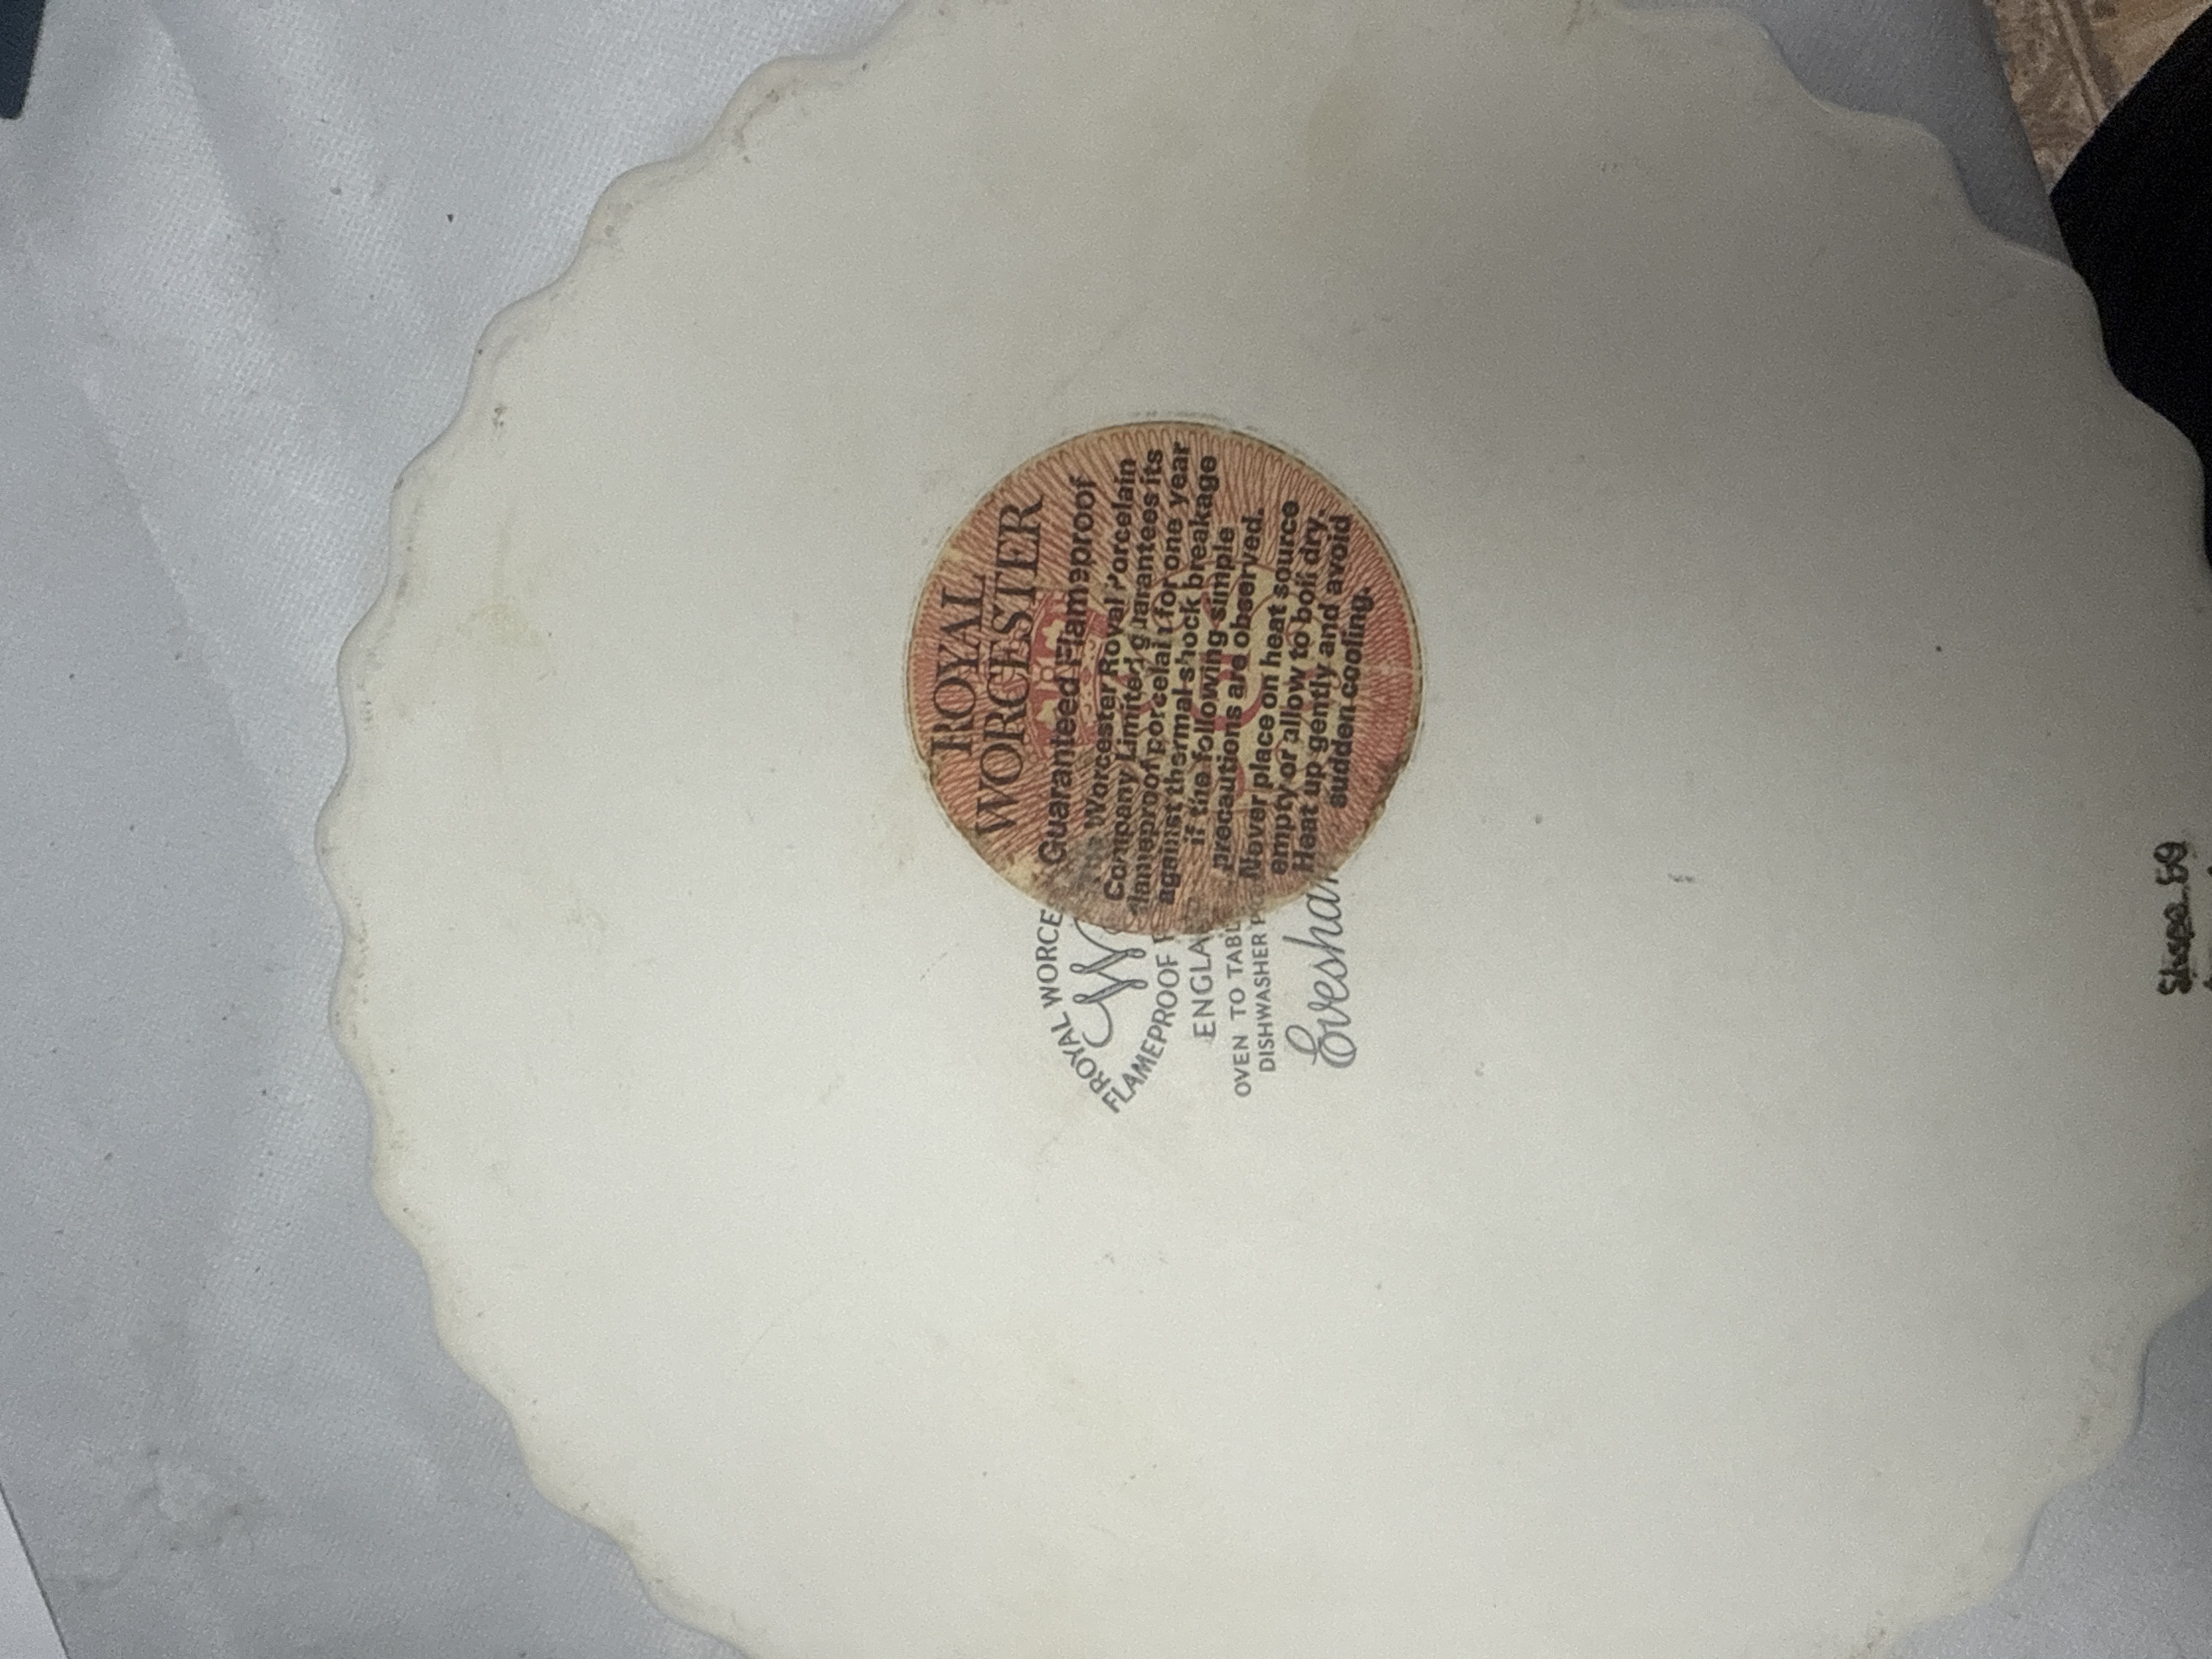 ROYAL
WORCESTER
Guaranteed Flameproof
Worcester Royal Porcelain
Company Limited guarantees its
flameproof porcelain for one year
against thermal-shock breakage
if the following simple
precautions are observed.
Never place on heat source
empty or allow to boil dry.
Heat up gently and avoid
sudden cooling.
ROYAL WORCE
W
FLAMEPROOF P
ENGLA
OVEN TO TABL
DISHWASHER P
Evesha